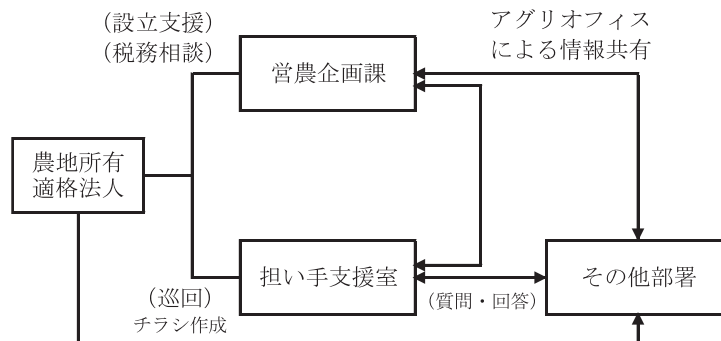 (設立支援)
(税務相談)
アグリオフィス
による情報共有
営農企画課
農地所有
適格法人
担い手支援室
その他部署
(巡回)
チラシ作成
(質問・回答)